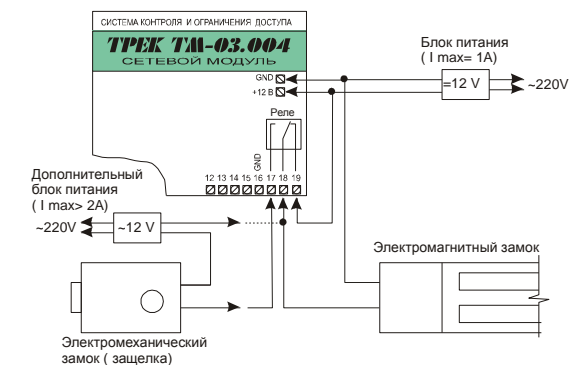 СИСТЕМА КОНТРОЛЯ И ОГРАНИЧЕНИЯ ДОСТУПА
ТРЕК ТМ-03.004
СЕТЕВОЙ МОДУЛЬ
GND
+12 В
Реле
GND
12 13 14 15 16 17 18 19
Блок питания
( I max= 1A)
=12 V
~220V
Дополнительный
блок питания
( I max> 2A)
~220V
~12 V
Электромагнитный замок
Электромеханический
замок ( защелка)